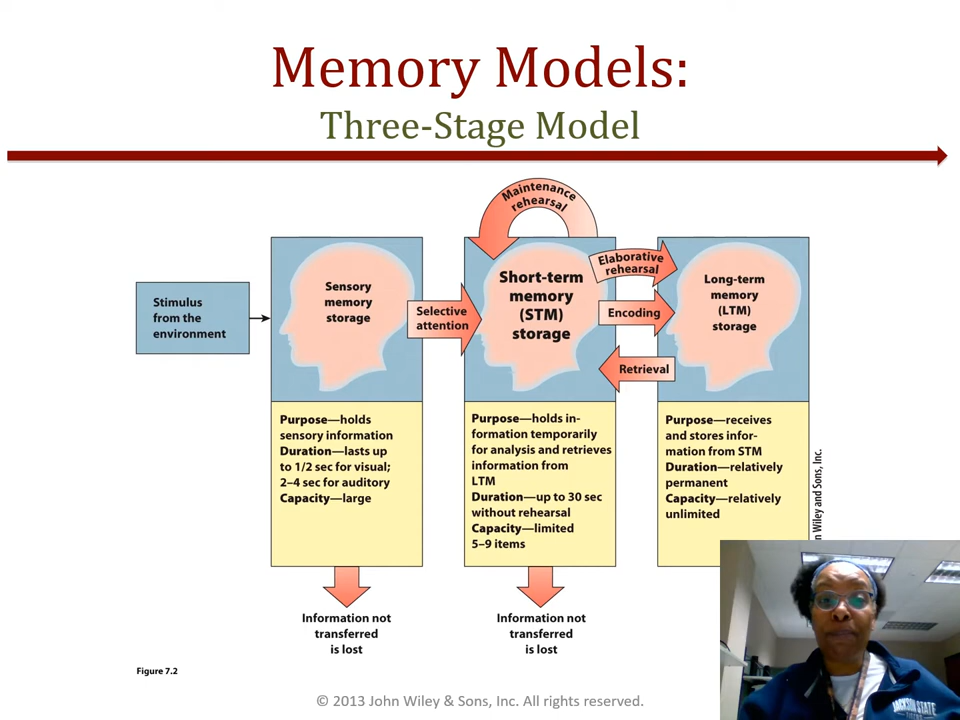 Memory Models:
Three-Stage Model
Maintenance
rehearsal
Stimulus
from the
environment
Sensory
memory
storage
Selective
attention
Short-term
memory
(STM)
storage
Elaborative
rehearsal
Encoding
Retrieval
Long-term
memory
(LTM)
storage
Purpose—holds
sensory information
Duration—lasts up
to 1/2 sec for visual;
2–4 sec for auditory
Capacity—large
Purpose—holds in-
formation temporarily
for analysis and retrieves
information from
LTM
Duration—up to 30 sec
without rehearsal
Capacity—limited
5–9 items
Purpose—receives
and stores infor-
mation from STM
Duration—relatively
permanent
Capacity—relatively
unlimited
Wiley and Sons, Inc.
Information not
transferred
is lost
Information not
transferred
is lost
Figure 7.2
© 2013 John Wiley & Sons, Inc. All rights reserved.
JACKSON STATE